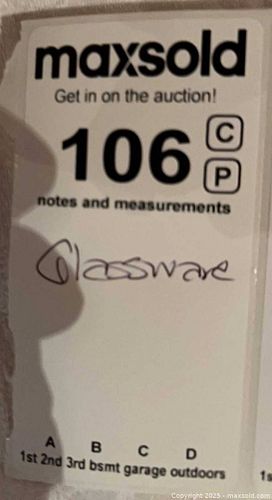 maxsold
Get in on the auction!
106 C
P
notes and measurements
Glassware
A B C D
1st 2nd 3rd bsmt garage outdoors
Copyright © 2025 - maxsold.com